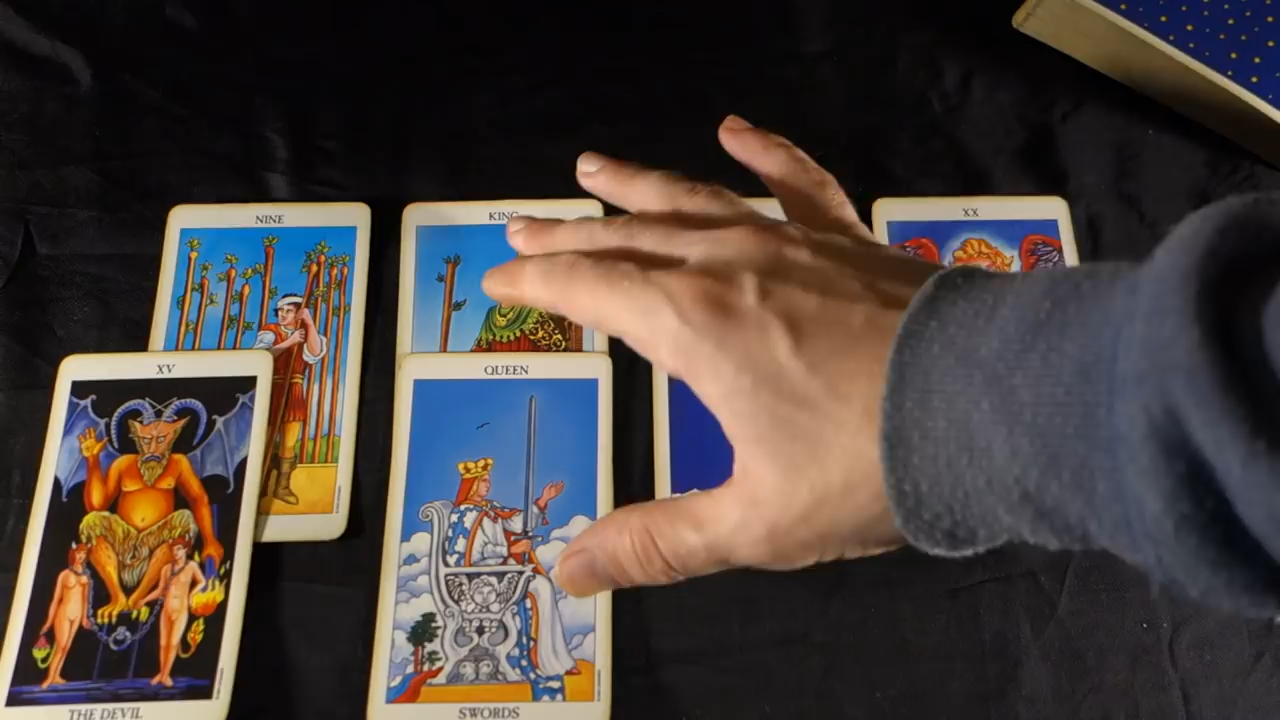 NINE
KING
XX
XV
QUEEN
THE DEVIL
SWORDS